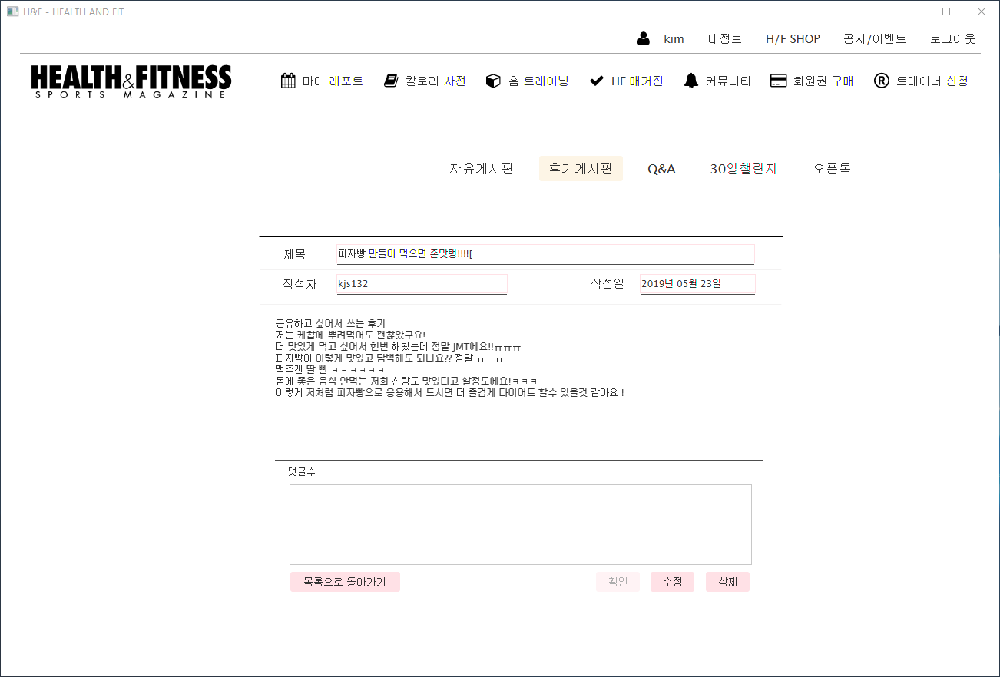 H&F - HEALTH AND FIT
kim 내정보 H/F SHOP 공지/이벤트 로그아웃
HEALTH&FITNESS
SPORTS MAGAZINE
마이 레포트 칼로리 사전 홈 트레이닝 HF 매거진 커뮤니티 회원권 구매 ® 트레이너 신청
자유게시판 후기게시판 Q&A 30일챌린지 오픈톡
제목 피자빵 만들어 먹으면 존맛탱!!!![
작성자 kjs132 작성일 2019년 05월 23일
공유하고 싶어서 쓰는 후기
저는 케찹에 뿌려먹어도 괜찮았구요!
더 맛있게 먹고 싶어서 한번 해봤는데 정말 JMT에요!!ㅠㅠㅠ
피자빵이 이렇게 맛있고 담백해도 되나요?? 정말 ㅠㅠㅠ
맥주캔 딸 뻔 ㅋㅋㅋㅋㅋㅋ
몸에 좋은 음식 안먹는 저희 신랑도 맛있다고 할정도에요!ㅋㅋㅋ
이렇게 저처럼 피자빵으로 응용해서 드시면 더 즐겁게 다이어트 할수 있을것 같아요 !
댓글수
목록으로 돌아가기 확인 수정 삭제